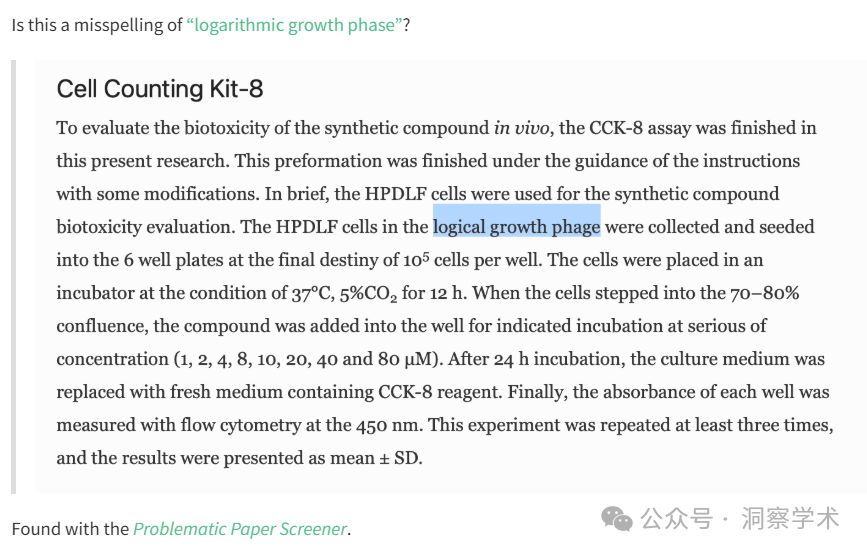 Is this a misspelling of “logarithmic growth phase”?
Cell Counting Kit-8
To evaluate the biotoxicity of the synthetic compound in vivo, the CCK-8 assay was finished in
this present research. This preformation was finished under the guidance of the instructions
with some modifications. In brief, the HPDLF cells were used for the synthetic compound
biotoxicity evaluation. The HPDLF cells in the logical growth phage were collected and seeded
into the 6 well plates at the final destiny of 10⁵ cells per well. The cells were placed in an
incubator at the condition of 37°C, 5%CO₂ for 12 h. When the cells stepped into the 70–80%
confluence, the compound was added into the well for indicated incubation at serious of
concentration (1, 2, 4, 8, 10, 20, 40 and 80 μM). After 24 h incubation, the culture medium was
replaced with fresh medium containing CCK-8 reagent. Finally, the absorbance of each well was
measured with flow cytometry at the 450 nm. This experiment was repeated at least three times,
and the results were presented as mean ± SD.
Found with the Problematic Paper Screener.
公众号 · 洞察学术